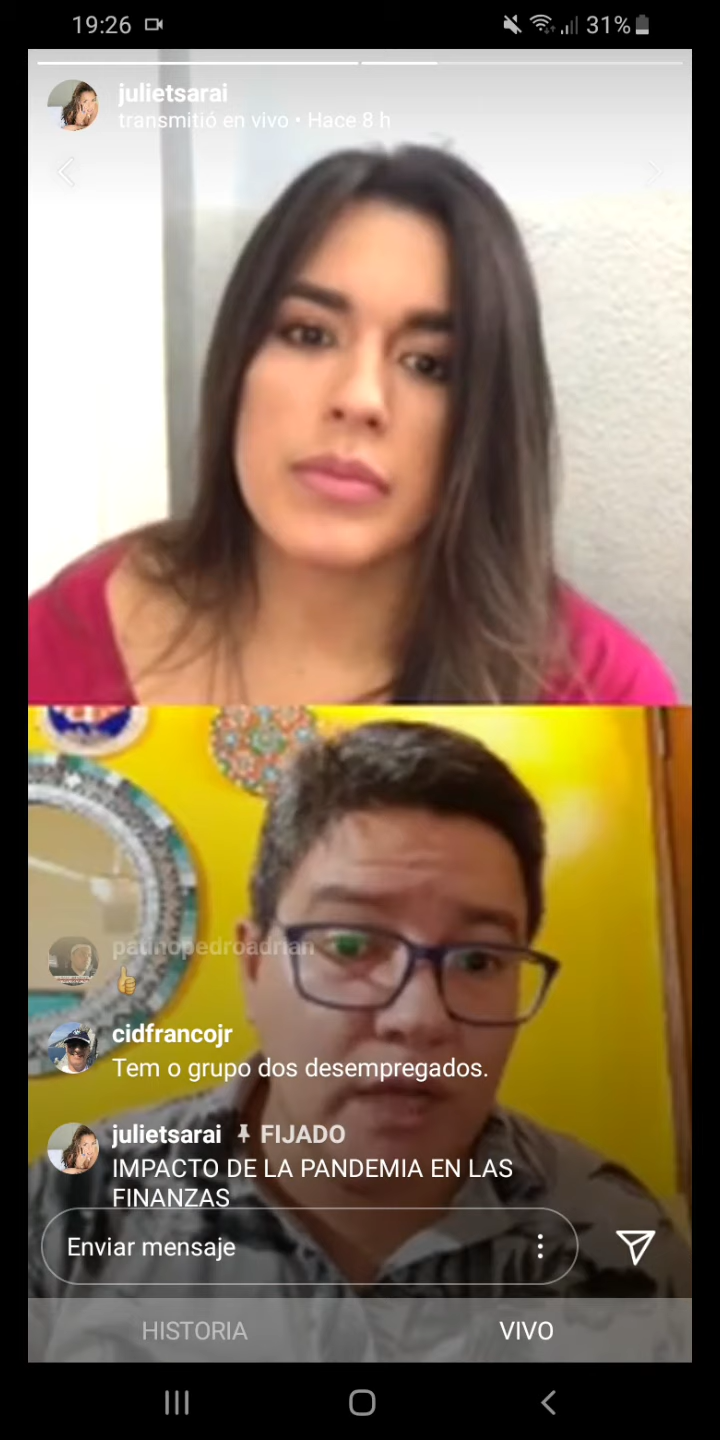 19:26
31%
julietsarai
transmitió en vivo • Hace 8 h
patinopedroadrian
👍
cidfrancojr
Tem o grupo dos desempregados.
julietsarai FIJADO
IMPACTO DE LA PANDEMIA EN LAS
FINANZAS
Enviar mensaje
HISTORIA
VIVO